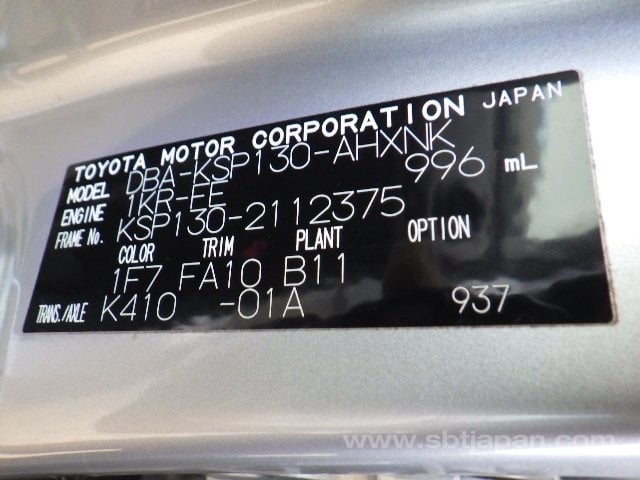 TOYOTA MOTOR CORPORATION JAPAN
MODEL DBA-KSP130-AHXNK
ENGINE 1KR-FE 996 mL
FRAME No. KSP130-2112375
COLOR TRIM PLANT OPTION
1F7 FA10 B11
TRANS./AXLE K410 -01A 937
www.sbtjapan.com